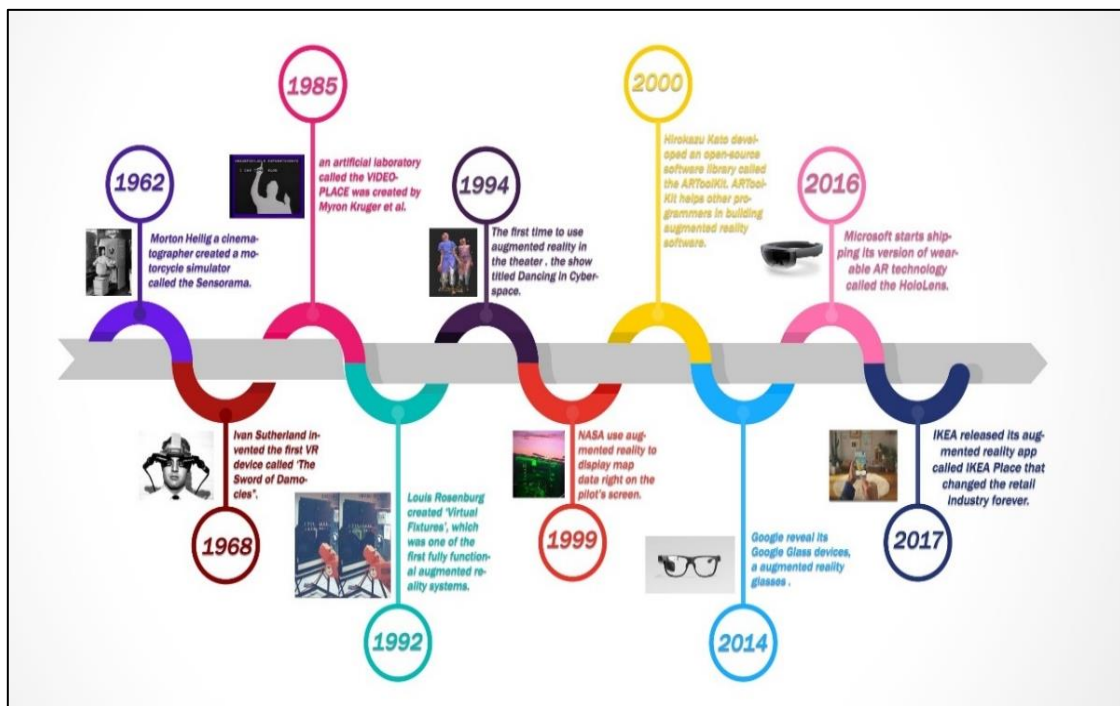 1962
Morton Heilig a cinema-
tographer created a mo-
torcycle simulator
called the Sensorama.
1985
an artificial laboratory
called the VIDEO-
PLACE was created by
Myron Kruger et al.
1994
The first time to use
augmented reality in
the theater . the show
titled Dancing in Cyber-
space.
2000
Hirokazu Kato devel-
oped an open-source
software library called
the ARToolKit. ARTool-
Kit helps other pro-
grammers in building
augmented reality
software.
2016
Microsoft starts ship-
ping its version of wear-
able AR technology
called the HoloLens.
Ivan Sutherland in-
vented the first VR
device called ‘The
Sword of Damo-
cles”.
1968
Louis Rosenburg
created ‘Virtual
Fixtures’, which
was one of the
first fully function-
al augmented re-
ality systems.
1992
NASA use aug-
mented reality to
display map
data right on the
pilot’s screen.
1999
Google reveal its
Google Glass devices,
a augmented reality
glasses .
2014
IKEA released its aug-
mented reality app
called IKEA Place that
changed the retail
industry forever.
2017